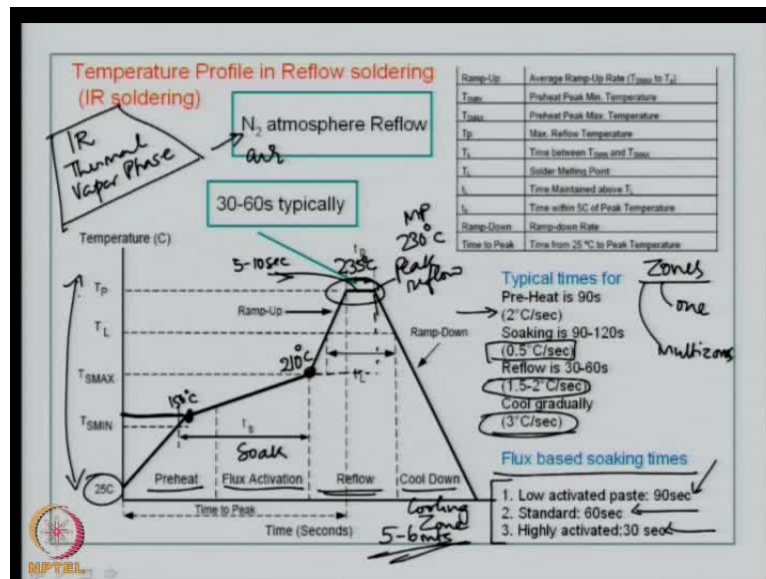 Temperature Profile in Reflow soldering
(IR soldering)
IR
Thermal
Vapor Phase
N2 atmosphere Reflow
air
30-60s typically
Ramp-Up Average Ramp-Up Rate (TSMAX to TP)
TSMIN Preheat Peak Min. Temperature
TSMAX Preheat Peak Max. Temperature
Tp Max. Reflow Temperature
Time between TSMIN and TSMAX
TL Solder Melting Point
tL Time Maintained above TL
Time within 5C of Peak Temperature
Ramp-Down Ramp-down Rate
Time to Peak Time from 25 °C to Peak Temperature
Temperature (C)
5-10sec
235°C
MP
230°C
Peak
reflow
TP
Ramp-Up
TL
Ramp-Down
210°C
TSMAX
tL
150°C
TSMIN
ts
Soak
25C
Preheat
Flux Activation
Reflow
Cool Down
Time to Peak
Time (Seconds)
Cooling
Zone
5-6mts
Typical times for
Pre-Heat is 90s
(2°C/sec)
Soaking is 90-120s
(0.5°C/sec)
Reflow is 30-60s
(1.5-2°C/sec)
Cool gradually
(3°C/sec)
Zones
one
Multizone
Flux based soaking times
1. Low activated paste: 90sec
2. Standard: 60sec
3. Highly activated:30 sec
NPTEL